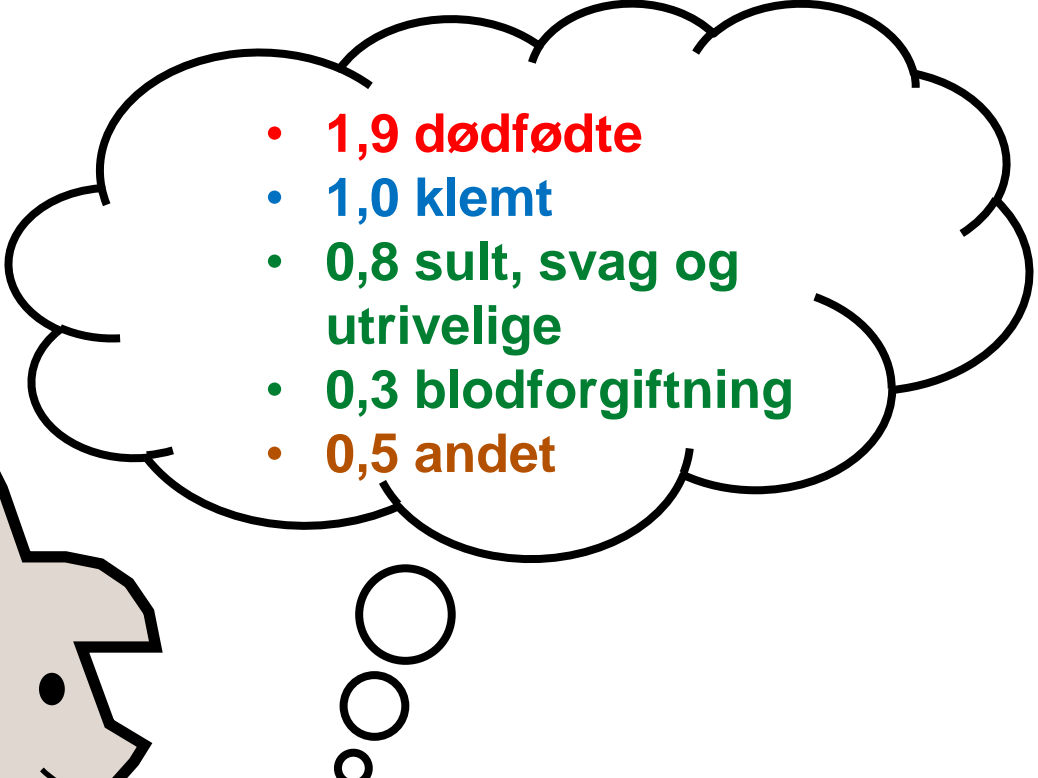 • 1,9 dødfødte
• 1,0 klemt
• 0,8 sult, svag og
utrivelige
• 0,3 blodforgiftning
• 0,5 andet